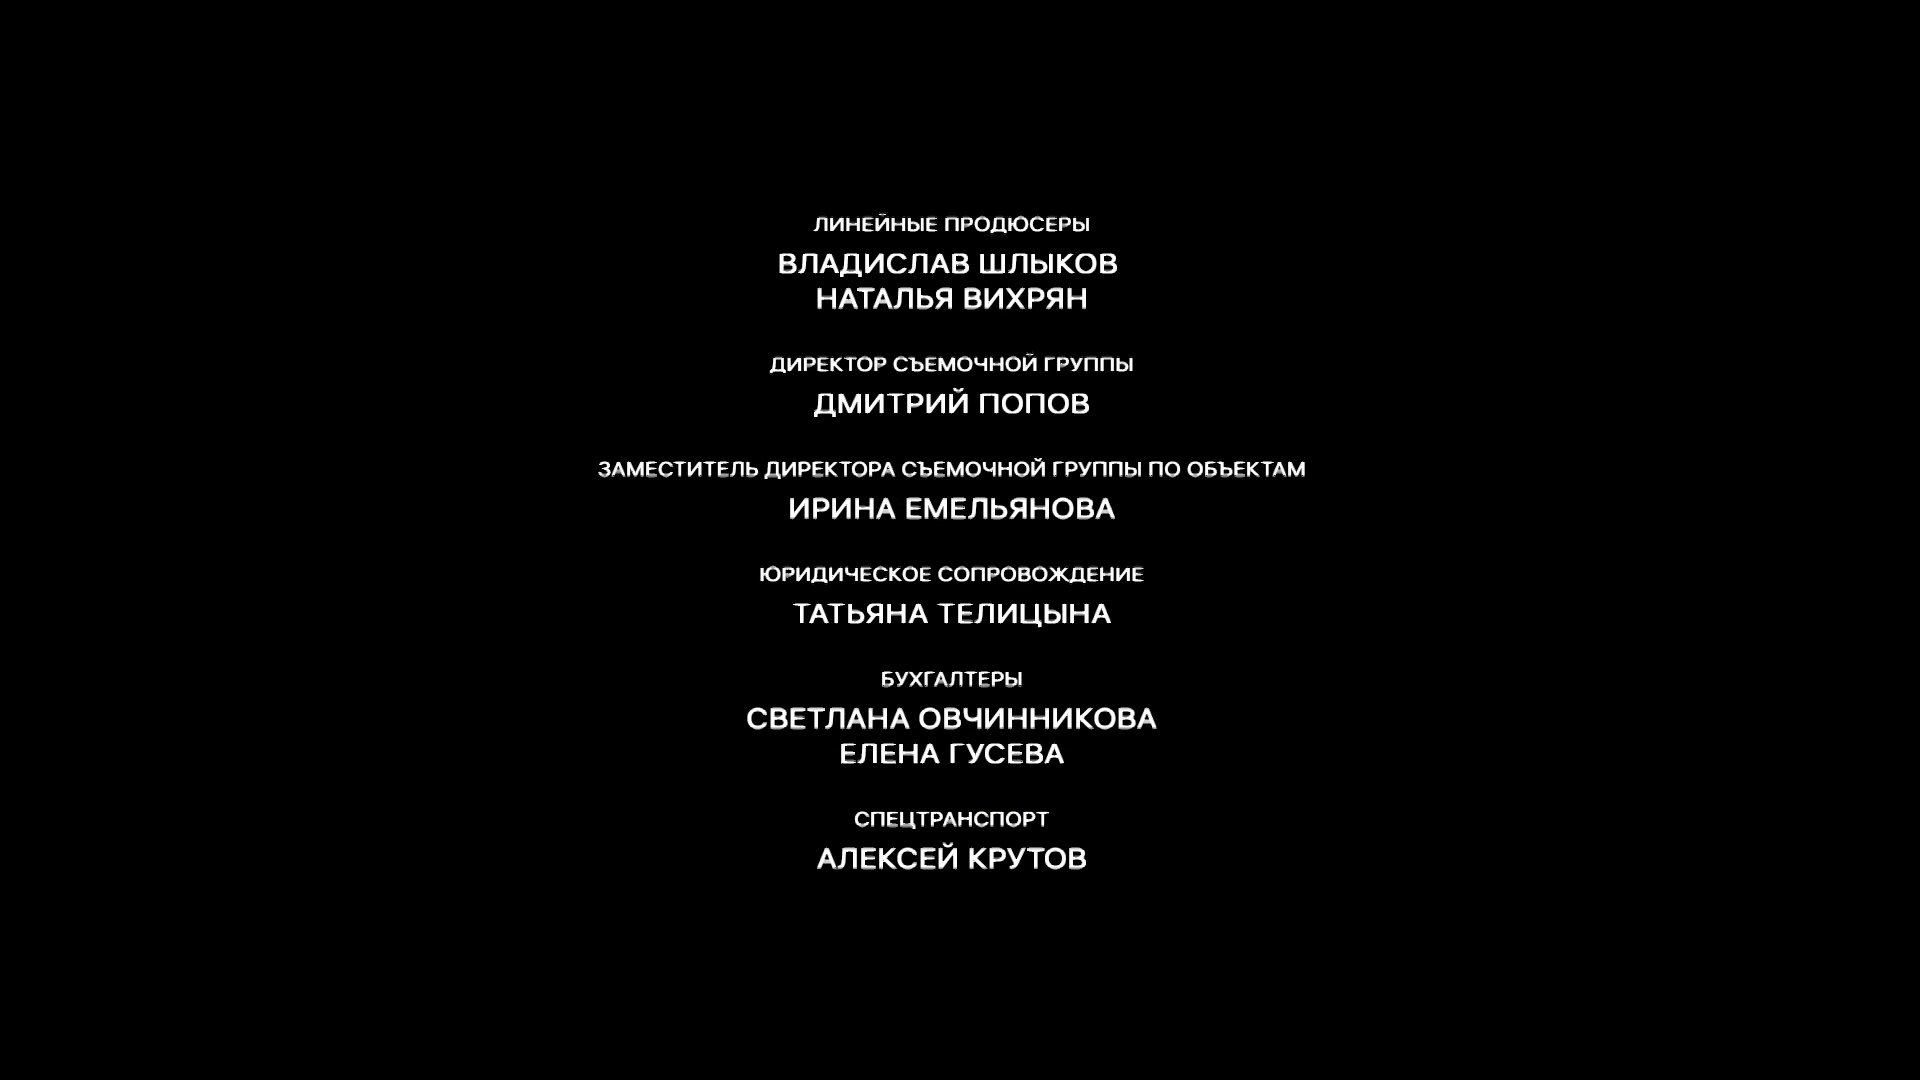 ЛИНЕЙНЫЕ ПРОДЮСЕРЫ
ВЛАДИСЛАВ ШЛЫКОВ
НАТАЛЬЯ ВИХРЯН
ДИРЕКТОР СЪЕМОЧНОЙ ГРУППЫ
ДМИТРИЙ ПОПОВ
ЗАМЕСТИТЕЛЬ ДИРЕКТОРА СЪЕМОЧНОЙ ГРУППЫ ПО ОБЪЕКТАМ
ИРИНА ЕМЕЛЬЯНОВА
ЮРИДИЧЕСКОЕ СОПРОВОЖДЕНИЕ
ТАТЬЯНА ТЕЛИЦЫНА
БУХГАЛТЕРЫ
СВЕТЛАНА ОВЧИННИКОВА
ЕЛЕНА ГУСЕВА
СПЕЦТРАНСПОРТ
АЛЕКСЕЙ КРУТОВ